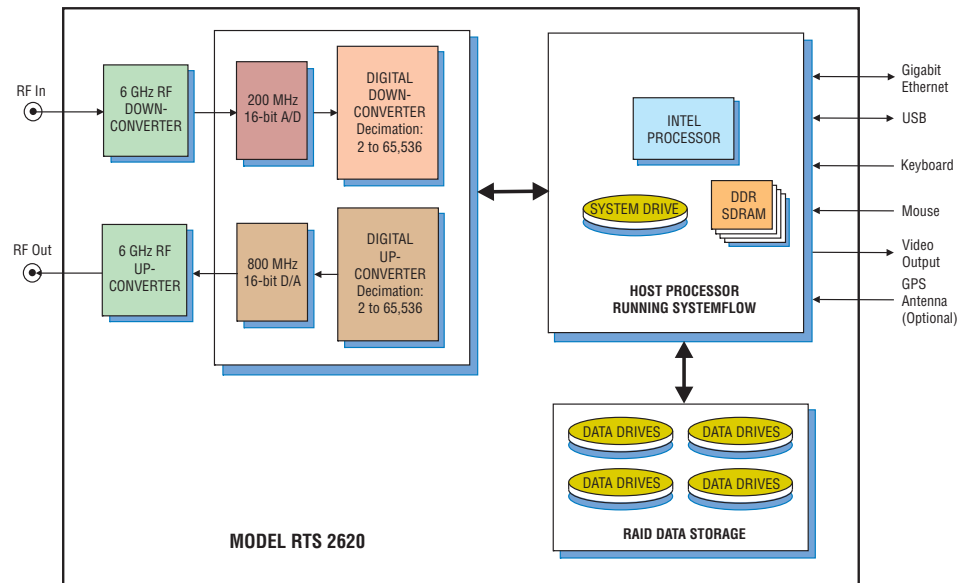 RF In
6 GHz RF
DOWN-
CONVERTER
200 MHz
16-bit A/D
DIGITAL
DOWN-
CONVERTER
Decimation:
2 to 65,536
RF Out
6 GHz RF
UP-
CONVERTER
800 MHz
16-bit D/A
DIGITAL
UP-
CONVERTER
Decimation:
2 to 65,536
INTEL
PROCESSOR
SYSTEM DRIVE
DDR
SDRAM
HOST PROCESSOR
RUNNING SYSTEMFLOW
Gigabit
Ethernet
USB
Keyboard
Mouse
Video
Output
GPS
Antenna
(Optional)
DATA DRIVES
DATA DRIVES
DATA DRIVES
DATA DRIVES
RAID DATA STORAGE
MODEL RTS 2620